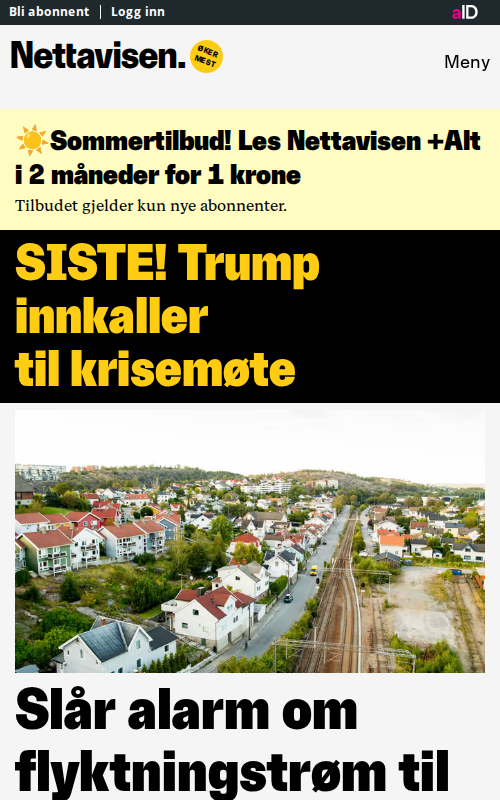 Bli abonnent | Logg inn
aID
Nettavisen.
ØKER
MEST
Meny
Sommertilbud! Les Nettavisen +Alt
i 2 måneder for 1 krone
Tilbudet gjelder kun nye abonnenter.
SISTE! Trump
innkaller
til krisemøte
Slår alarm om
flyktningstrøm til